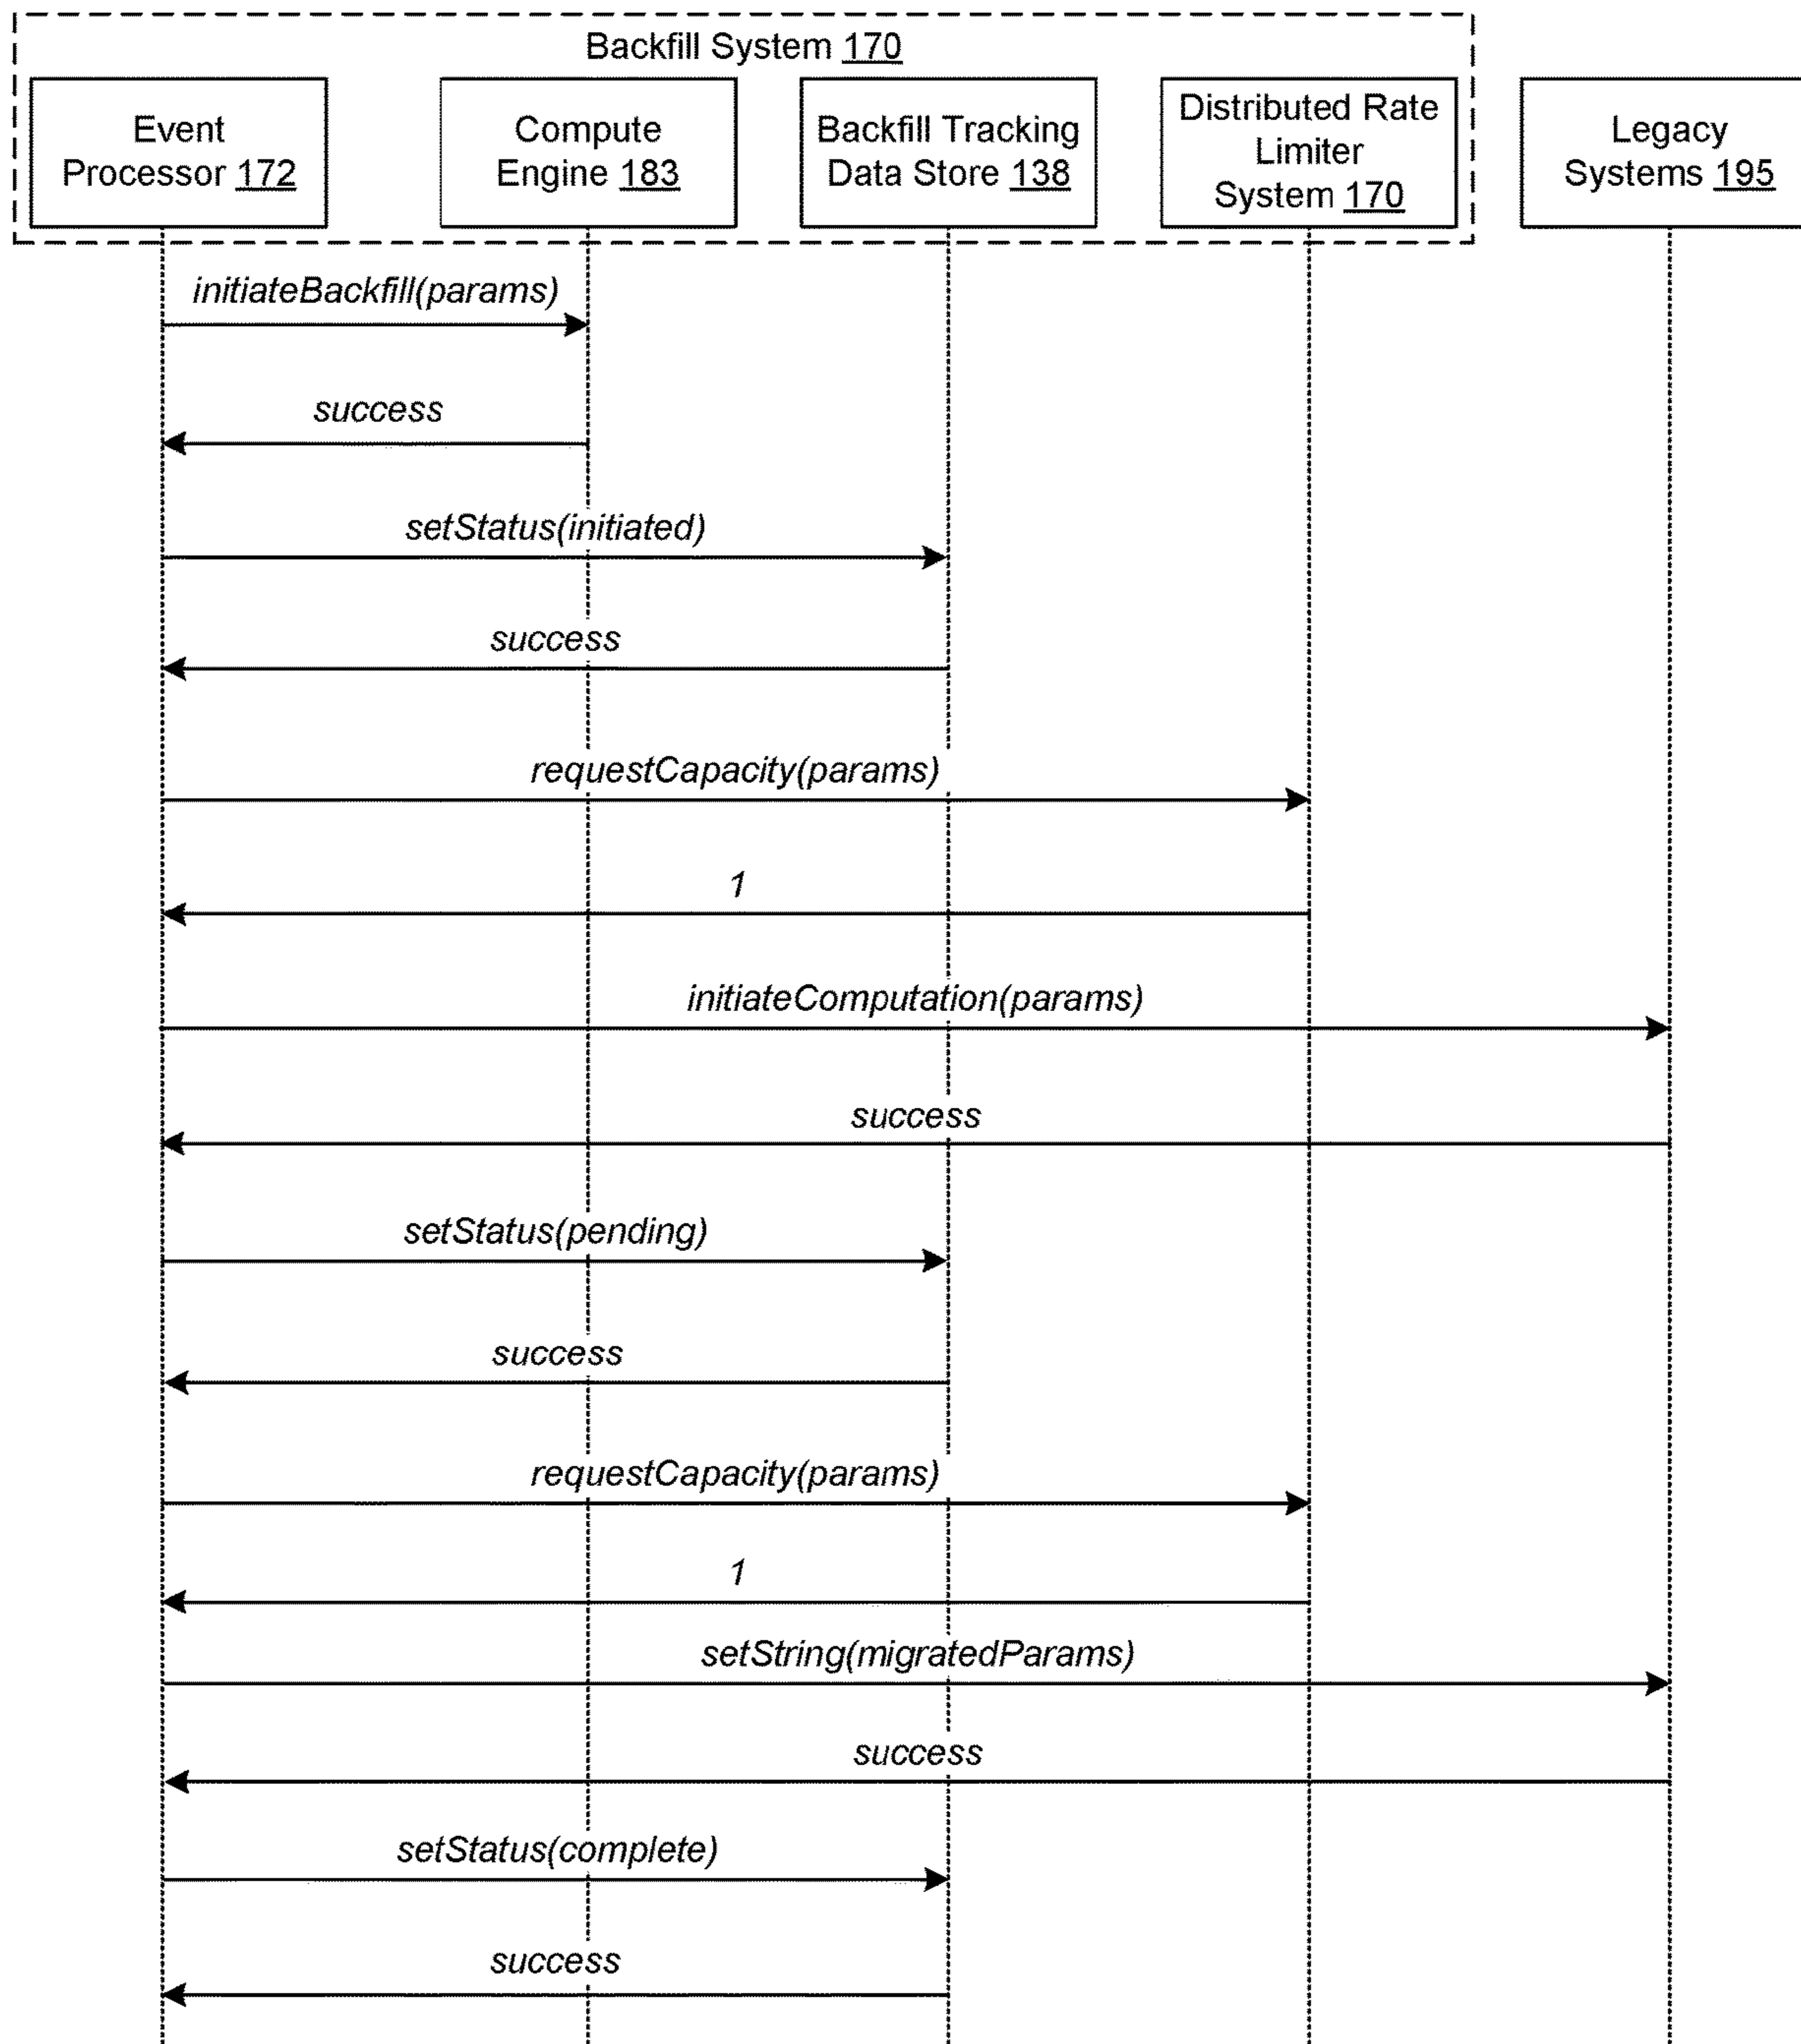 Backfill System 170
Event
Processor 172
Compute
Engine 183
Backfill Tracking
Data Store 138
Distributed Rate
Limiter
System 170
Legacy
Systems 195
initiateBackfill(params)
success
setStatus(initiated)
success
requestCapacity(params)
1
initiateComputation(params)
success
setStatus(pending)
success
requestCapacity(params)
1
setString(migratedParams)
success
setStatus(complete)
success